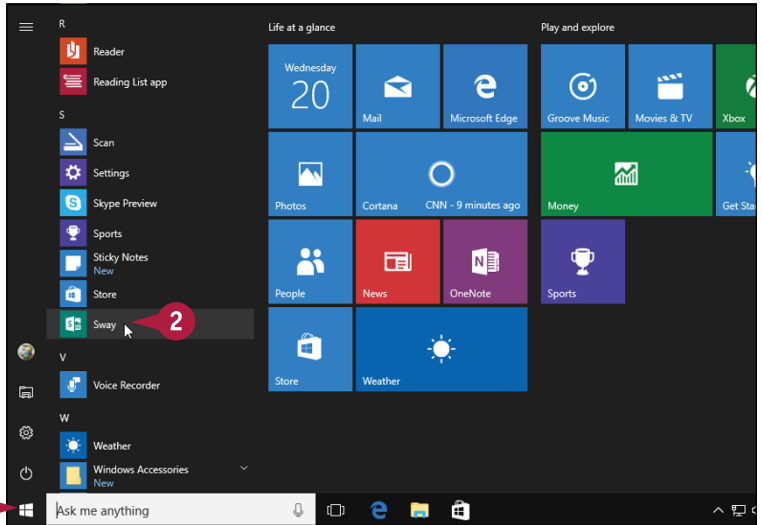 R
Reader
Reading List app
S
Scan
Settings
Skype Preview
Sports
Sticky Notes
New
Store
Sway
2
V
Voice Recorder
W
Weather
Windows Accessories
New
Life at a glance
Wednesday
20
Mail
Microsoft Edge
Photos
Cortana CNN - 9 minutes ago
People
News
OneNote
Store
Weather
Play and explore
Groove Music
Movies & TV
Xbox
Money
Get Sta
Sports
Ask me anything